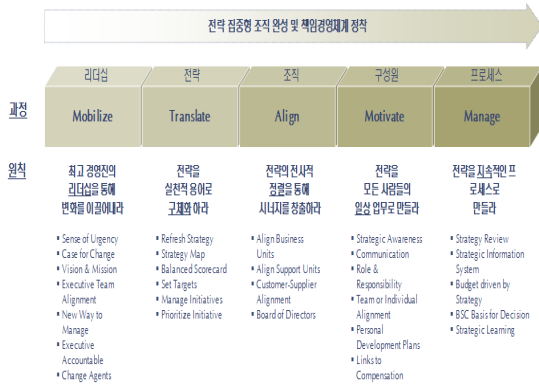 전략 집중형 조직 완성 및 책임경영체계 정착
리더십
전략
조직
구성원
프로세스
과정
Mobilize
Translate
Align
Motivate
Manage
원칙
최고 경영진의
리더십을 통해
변화를 이끌어내라
전략을
실천적 용어로
구체화 하라
전략의 전사적
정렬을 통해
시너지를 창출하라
전략을
모든 사람들의
일상 업무로 만들라
전략을 지속적인 프
로세스로
만들라
▪ Sense of Urgency
▪ Case for Change
▪ Vision & Mission
▪ Executive Team
Alignment
▪ New Way to
Manage
▪ Executive
Accountable
▪ Change Agents
▪ Refresh Strategy
▪ Strategy Map
▪ Balanced Scorecard
▪ Set Targets
▪ Manage Initiatives
▪ Prioritize Initiative
▪ Align Business
Units
▪ Align Support Units
▪ Customer-Supplier
Alignment
▪ Board of Directors
▪ Strategic Awareness
▪ Communication
▪ Role &
Responsibility
▪ Team or Individual
Alignment
▪ Personal
Development Plans
▪ Links to
Compensation
▪ Strategy Review
▪ Strategic Information
System
▪ Budget driven by
Strategy
▪ BSC Basis for Decision
▪ Strategic Learning